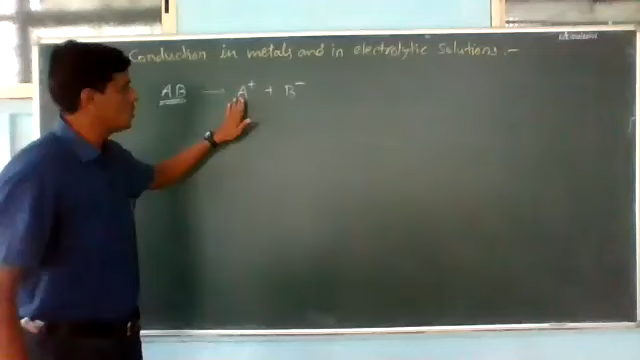 Conduction in metals and in electrolytic solutions. -
AB → A⁺ + B⁻